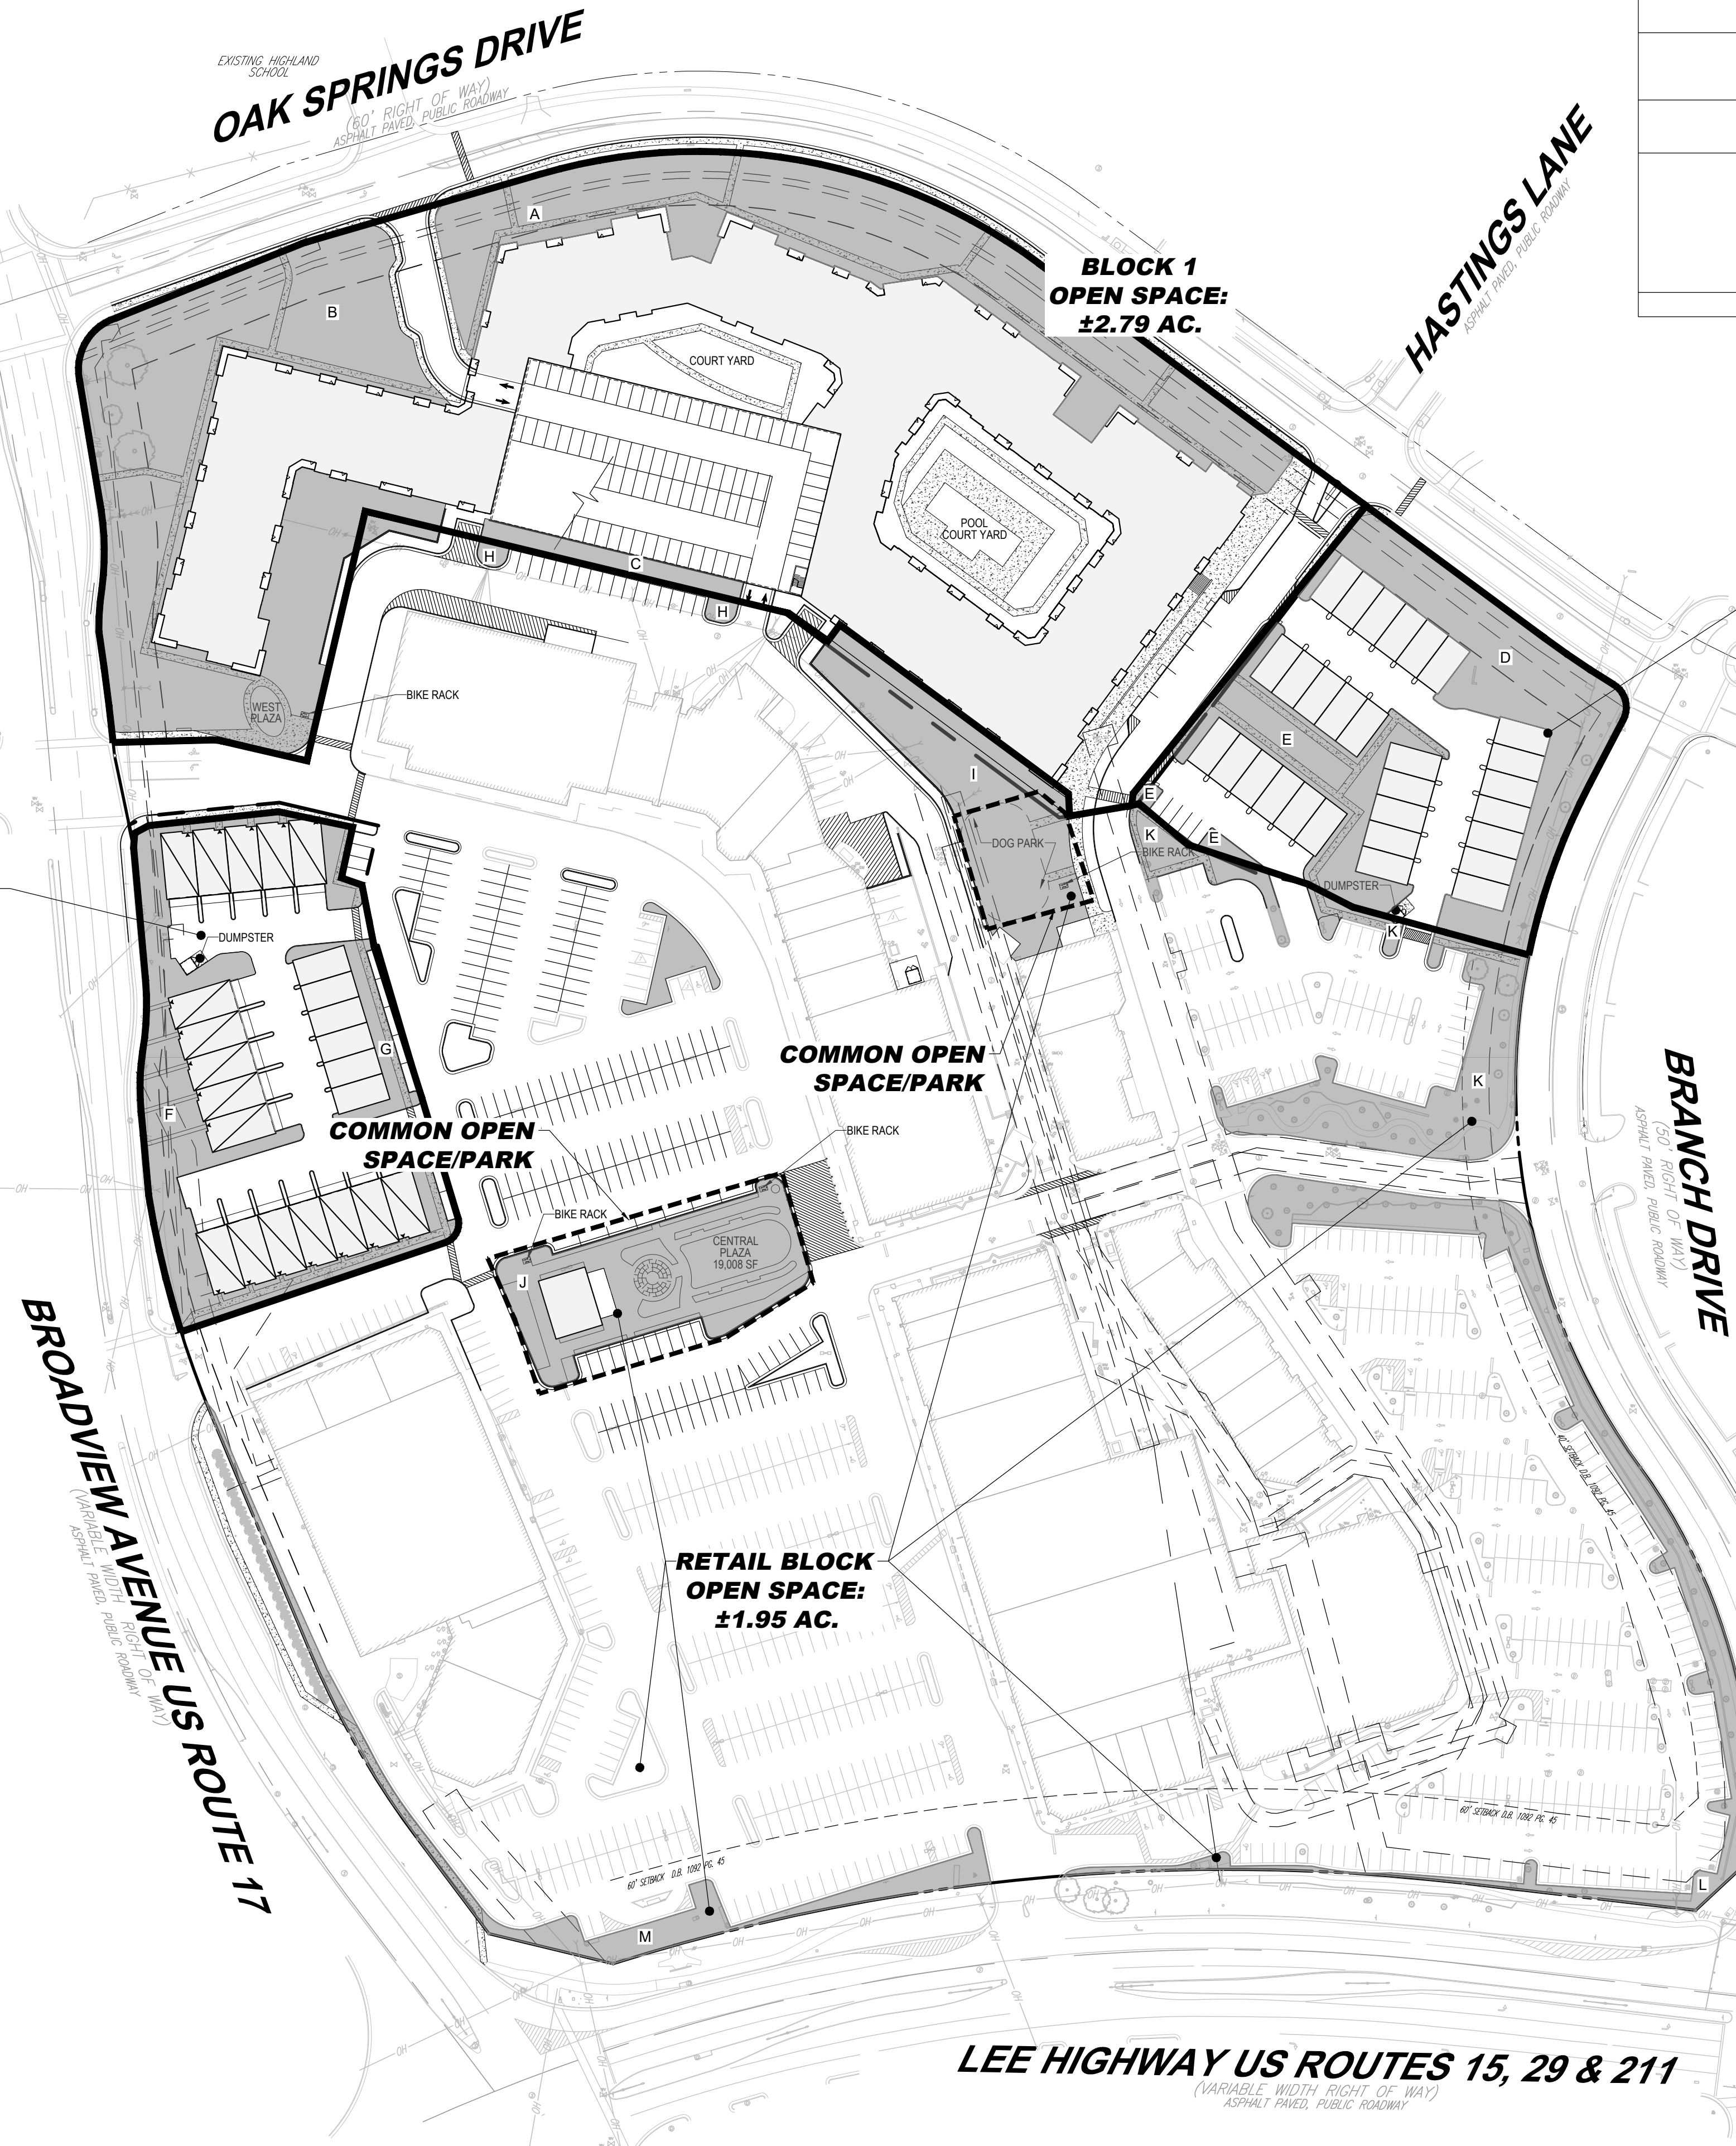 OAK SPRINGS DRIVE
(60' RIGHT OF WAY)
ASPHALT PAVED, PUBLIC ROADWAY
EXISTING HIGHLAND
SCHOOL
HASTINGS LANE
ASPHALT PAVED, PUBLIC ROADWAY
BLOCK 1
OPEN SPACE:
±2.79 AC.
A
B
COURT YARD
POOL
COURT YARD
H
C
H
D
WEST
PLAZA
BIKE RACK
E
I
E
K
E
DOG PARK
BIKE RACK
DUMPSTER
K
DUMPSTER
G
F
COMMON OPEN
SPACE/PARK
COMMON OPEN
SPACE/PARK
K
BIKE RACK
BIKE RACK
J
CENTRAL
PLAZA
19,008 SF
BRANCH DRIVE
(50' RIGHT OF WAY)
ASPHALT PAVED, PUBLIC ROADWAY
40' SETBACK D.B. 1092 PG. 45
RETAIL BLOCK
OPEN SPACE:
±1.95 AC.
BROADVIEW AVENUE US ROUTE 17
(VARIABLE WIDTH RIGHT OF WAY)
ASPHALT PAVED, PUBLIC ROADWAY
60' SETBACK D.B. 1092 PG. 45
60' SETBACK D.B. 1092 PG. 45
L
M
LEE HIGHWAY US ROUTES 15, 29 & 211
(VARIABLE WIDTH RIGHT OF WAY)
ASPHALT PAVED, PUBLIC ROADWAY